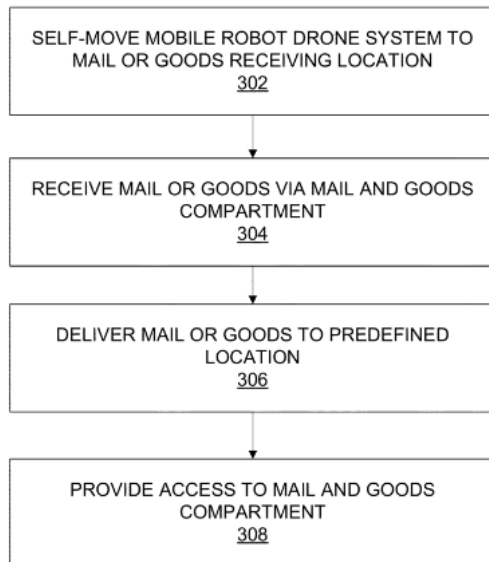 SELF-MOVE MOBILE ROBOT DRONE SYSTEM TO
MAIL OR GOODS RECEIVING LOCATION
302
RECEIVE MAIL OR GOODS VIA MAIL AND GOODS
COMPARTMENT
304
DELIVER MAIL OR GOODS TO PREDEFINED
LOCATION
306
PROVIDE ACCESS TO MAIL AND GOODS
COMPARTMENT
308